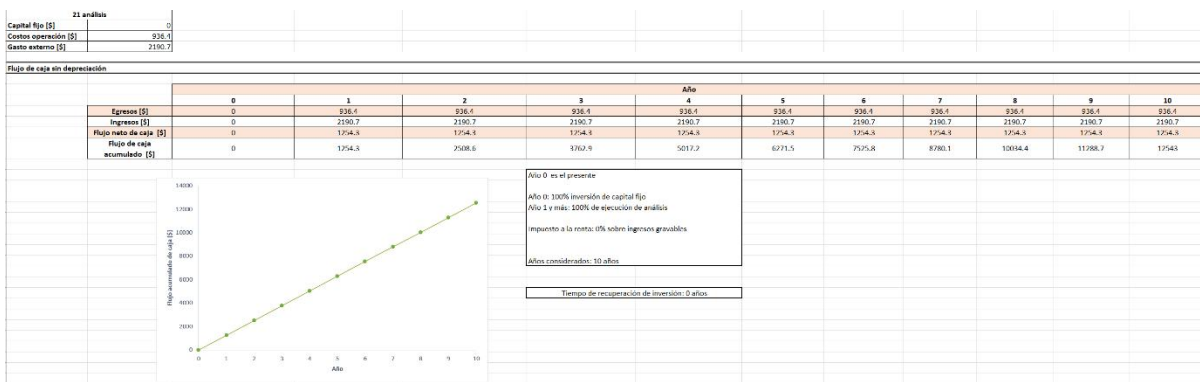 21 análisis
Capital fijo [$] 0
Costos operación [$] 936.4
Gasto externo [$] 2190.7
Flujo de caja sin depreciación
Año
0 1 2 3 4 5 6 7 8 9 10
Egresos [$] 0 936.4 936.4 936.4 936.4 936.4 936.4 936.4 936.4 936.4 936.4
Ingresos [$] 0 2190.7 2190.7 2190.7 2190.7 2190.7 2190.7 2190.7 2190.7 2190.7 2190.7
Flujo neto de caja [$] 0 1254.3 1254.3 1254.3 1254.3 1254.3 1254.3 1254.3 1254.3 1254.3 1254.3
Flujo de caja
acumulado [$] 0 1254.3 2508.6 3762.9 5017.2 6271.5 7525.8 8780.1 10034.4 11288.7 12543
Año 0 es el presente
Año 0: 100% inversión de capital fijo
Año 1 y más: 100% de ejecución de análisis
Impuesto a la renta: 0% sobre ingresos gravables
Años considerados: 10 años
Tiempo de recuperación de inversión: 0 años
Flujo acumulado de caja [$]
14000
12000
10000
8000
6000
4000
2000
0
0 1 2 3 4 5 6 7 8 9 10
Año